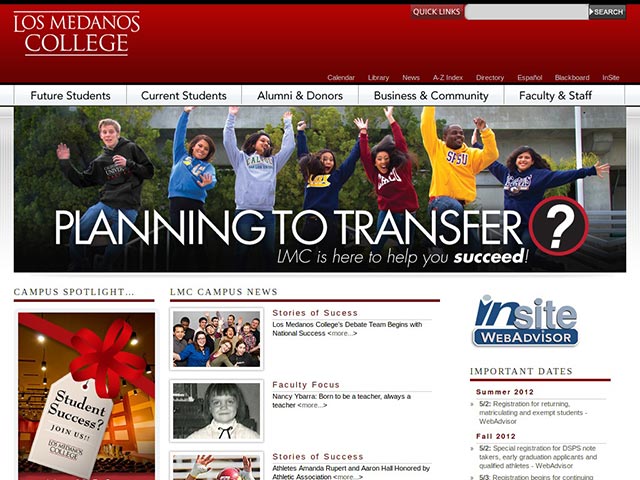 LOS MEDANOS
COLLEGE
QUICK LINKS
SEARCH
Calendar Library News A-Z Index Directory Español Blackboard InSite
Future Students Current Students Alumni & Donors Business & Community Faculty & Staff
SFSU
PLANNING TO TRANSFER ?
LMC is here to help you succeed!
CAMPUS SPOTLIGHT...
Student
Success?
JOIN US!!
LOS MEDANOS
COLLEGE
LMC CAMPUS NEWS
Stories of Sucess
Los Medanos College's Debate Team Begins with
National Success <more...>
Faculty Focus
Nancy Ybarra: Born to be a teacher, always a
teacher <more...>
Stories of Success
Athletes Amanda Rupert and Aaron Hall Honored by
Athletic Association <more...>
insite
WEBADVISOR
IMPORTANT DATES
Summer 2012
» 5/2: Registration for returning,
matriculating and exempt students -
WebAdvisor
Fall 2012
» 5/2: Special registration for DSPS note
takers, early graduation applicants and
qualified athletes - WebAdvisor
» 5/3: Registration begins for continuing